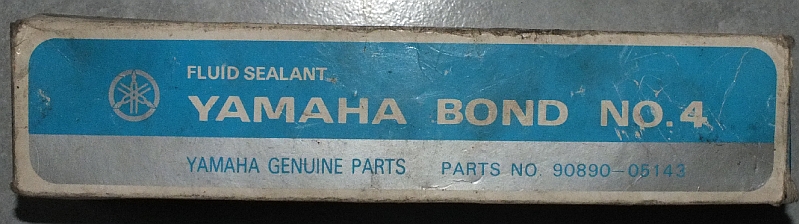 FLUID SEALANT
YAMAHA BOND NO.4
YAMAHA GENUINE PARTS PARTS NO. 90890-05143